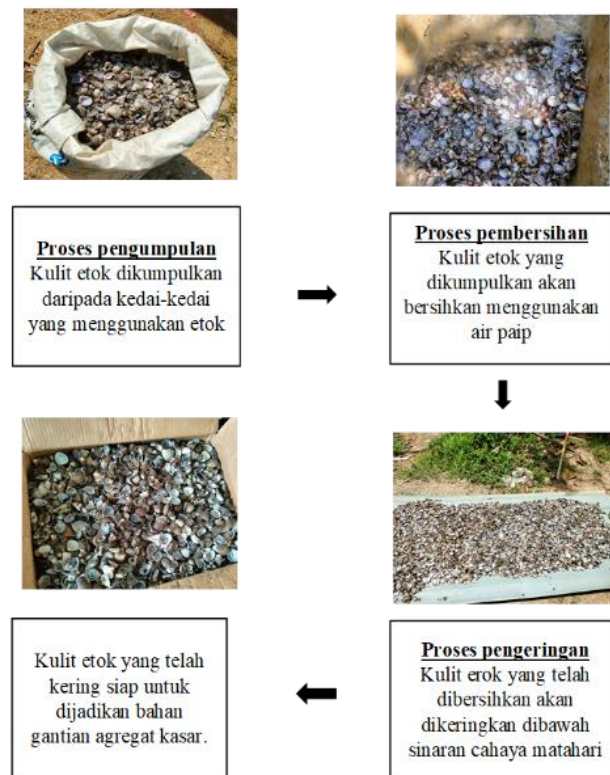 Proses pengumpulan
Kulit etok dikumpulkan
daripada kedai-kedai
yang menggunakan etok
Proses pembersihan
Kulit etok yang
dikumpulkan akan
bersihkan menggunakan
air paip
Proses pengeringan
Kulit erok yang telah
dibersihkan akan
dikeringkan dibawah
sinaran cahaya matahari
Kulit etok yang telah
kering siap untuk
dijadikan bahan
gantian agregat kasar.